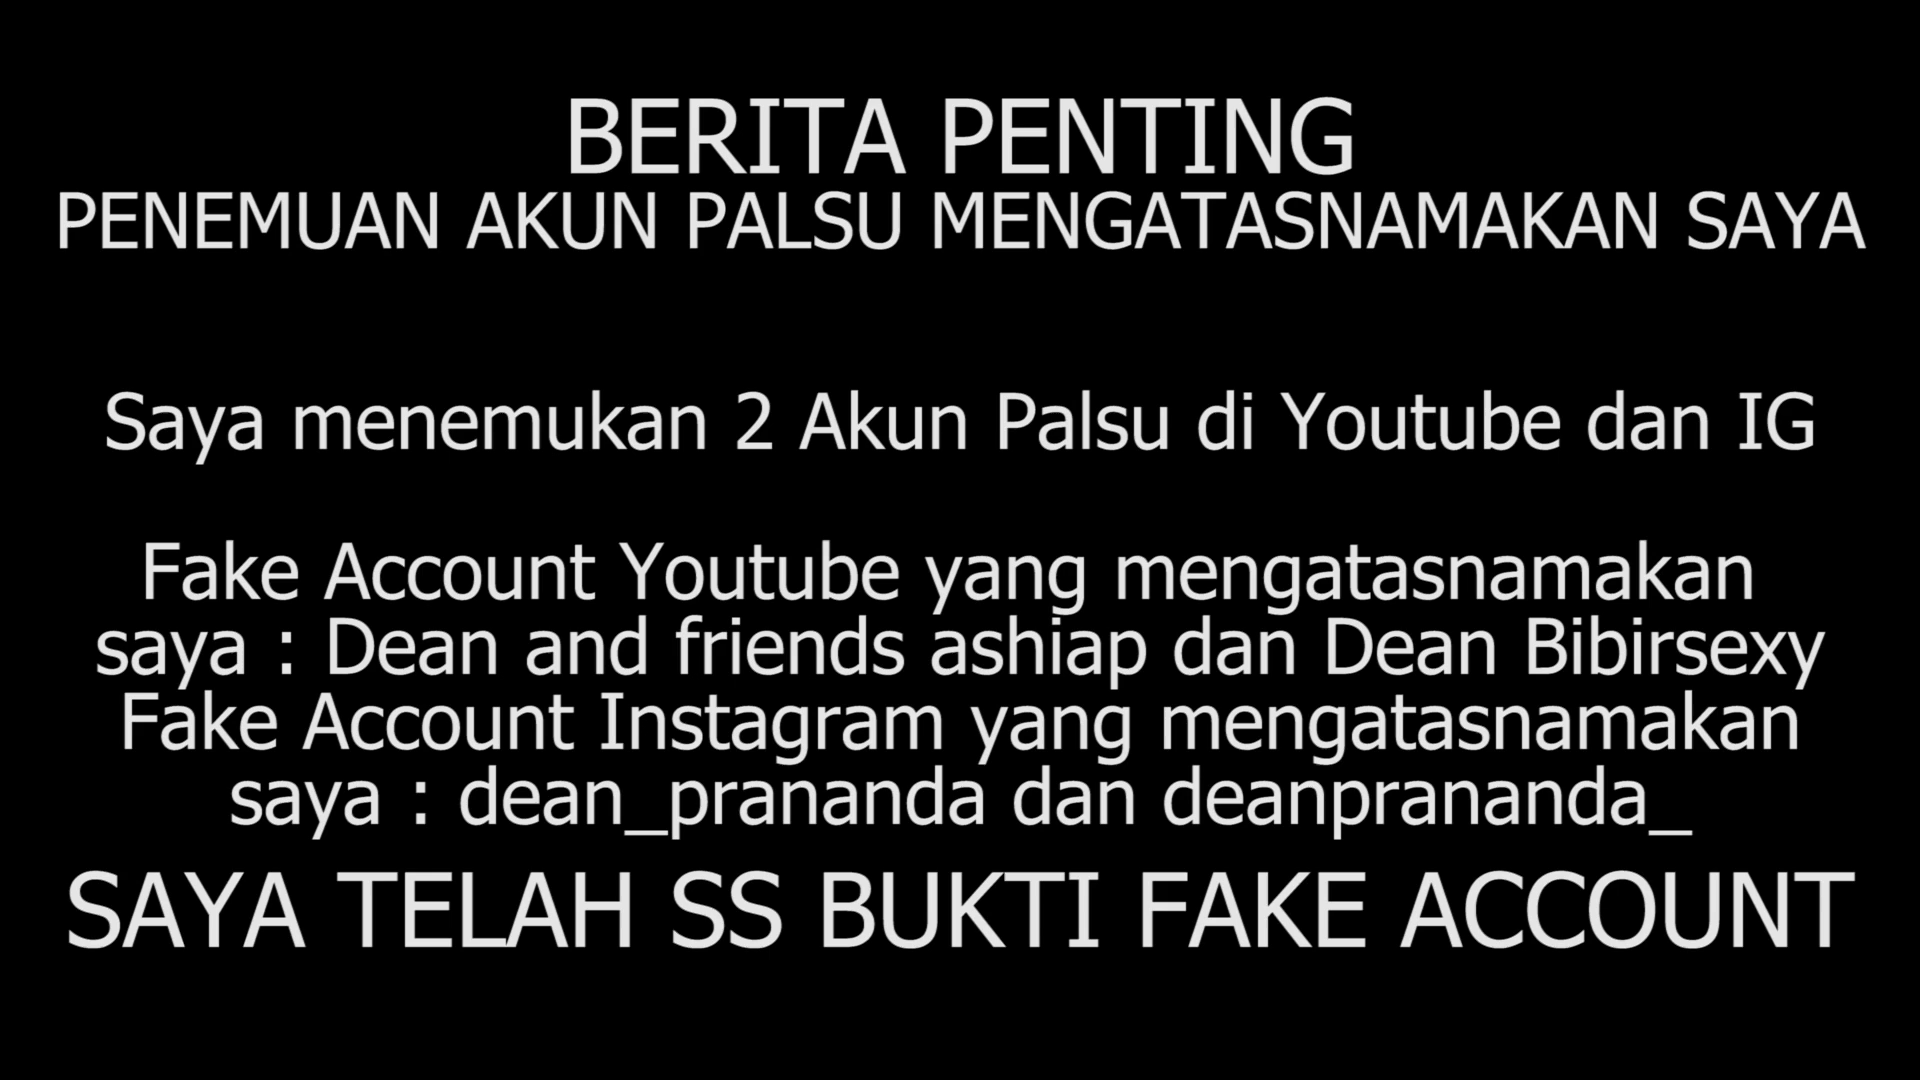 BERITA PENTING
PENEMUAN AKUN PALSU MENGATASNAMAKAN SAYA
Saya menemukan 2 Akun Palsu di Youtube dan IG
Fake Account Youtube yang mengatasnamakan
saya : Dean and friends ashiap dan Dean Bibirsexy
Fake Account Instagram yang mengatasnamakan
saya : dean_prananda dan deanprananda_
SAYA TELAH SS BUKTI FAKE ACCOUNT